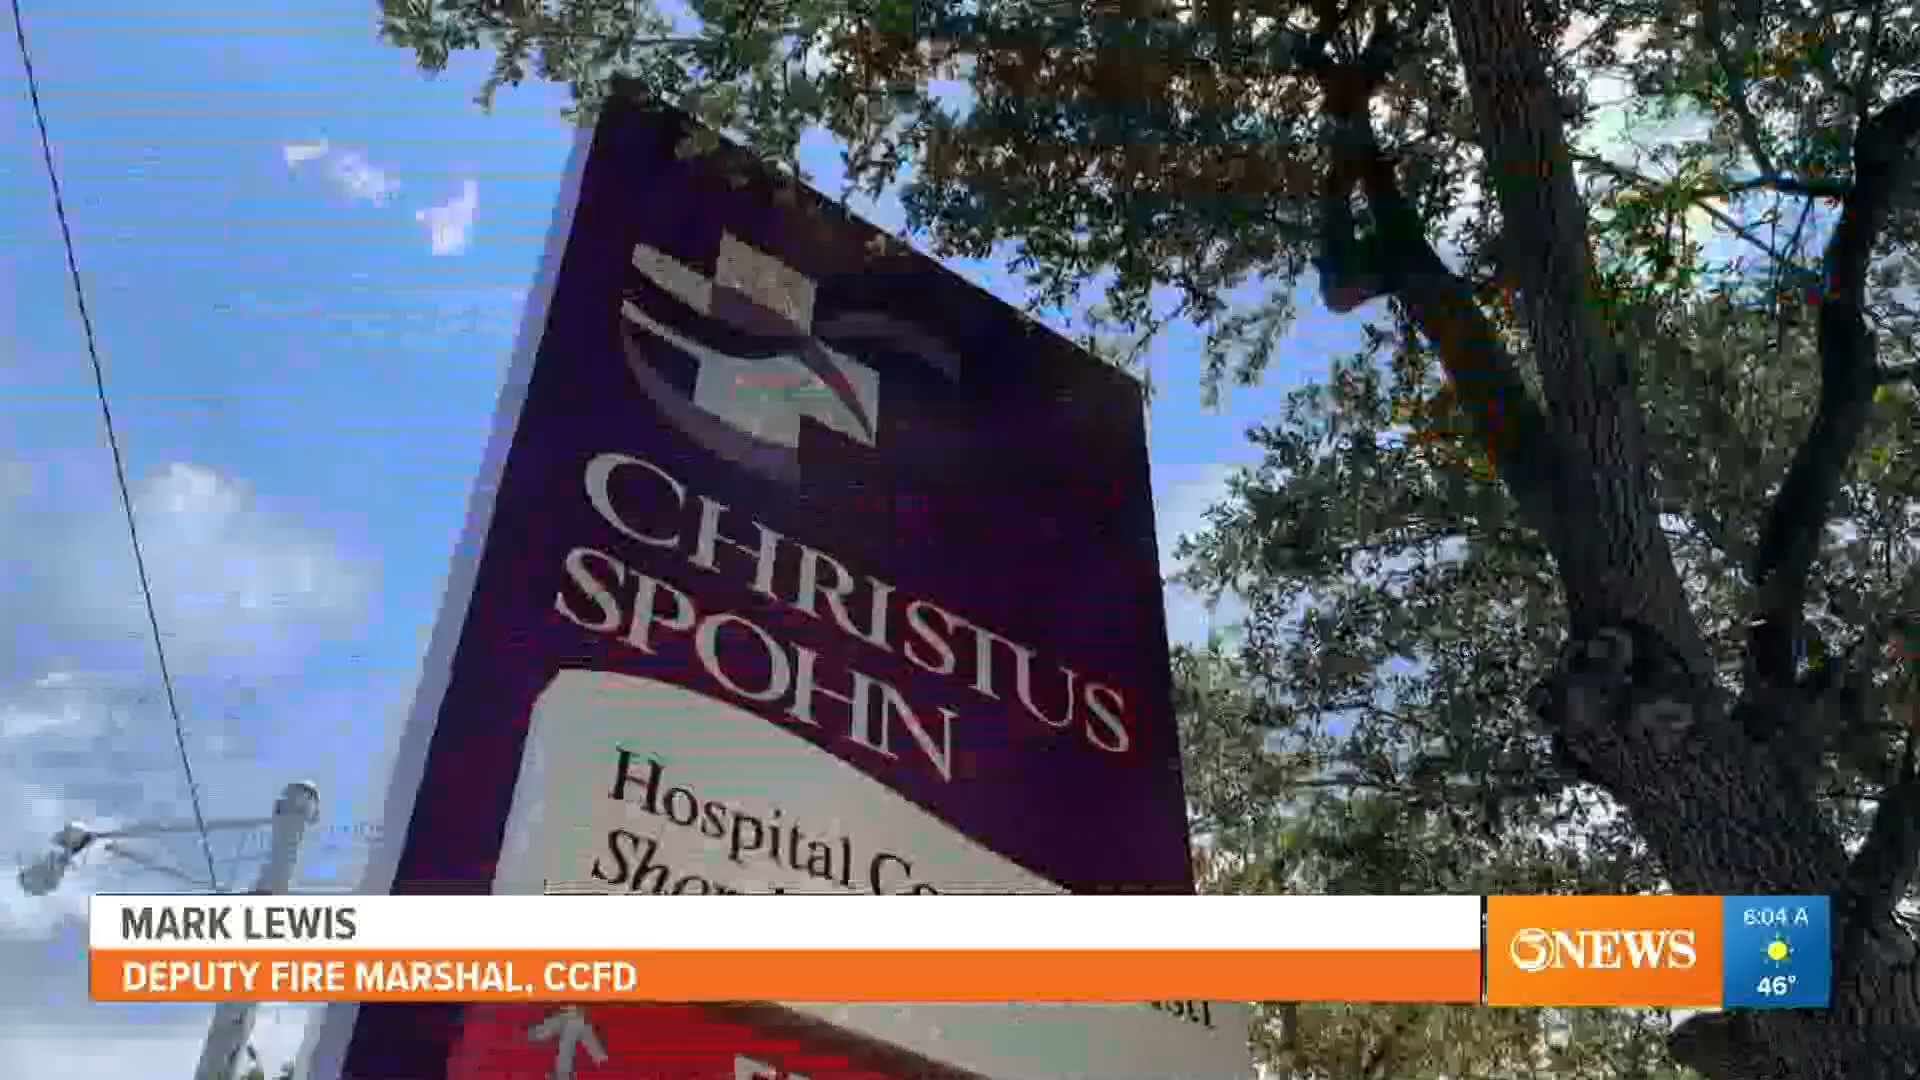 CHRISTUS
SPOHN
Hospital
MARK LEWIS
DEPUTY FIRE MARSHAL, CCFD
3NEWS
6:04 A
46°